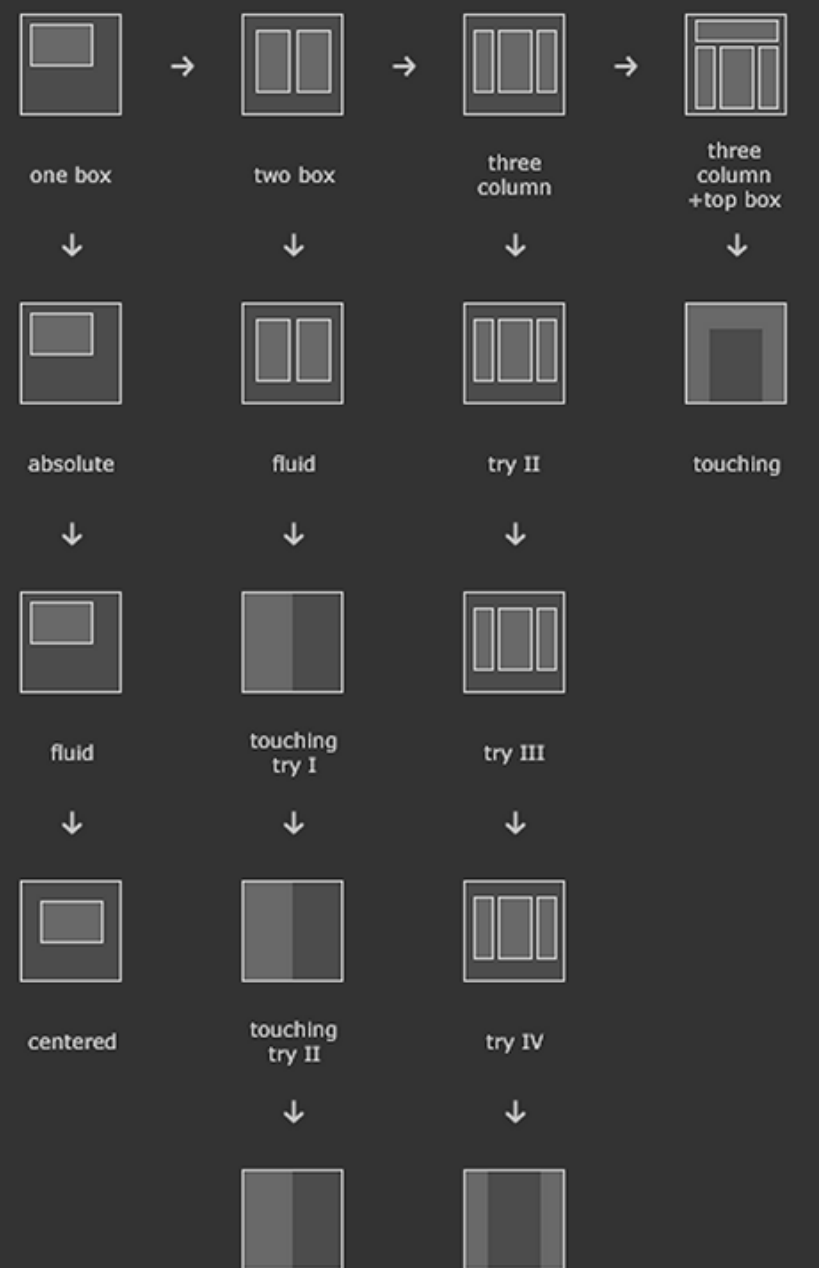 one box
two box
three
column
three
column
+top box
absolute
fluid
try II
touching
fluid
touching
try I
try III
centered
touching
try II
try IV